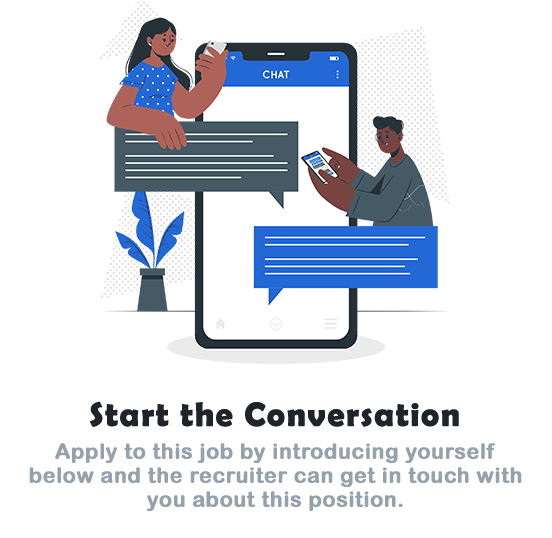 CHAT
Start the Conversation
Apply to this job by introducing yourself
below and the recruiter can get in touch with
you about this position.